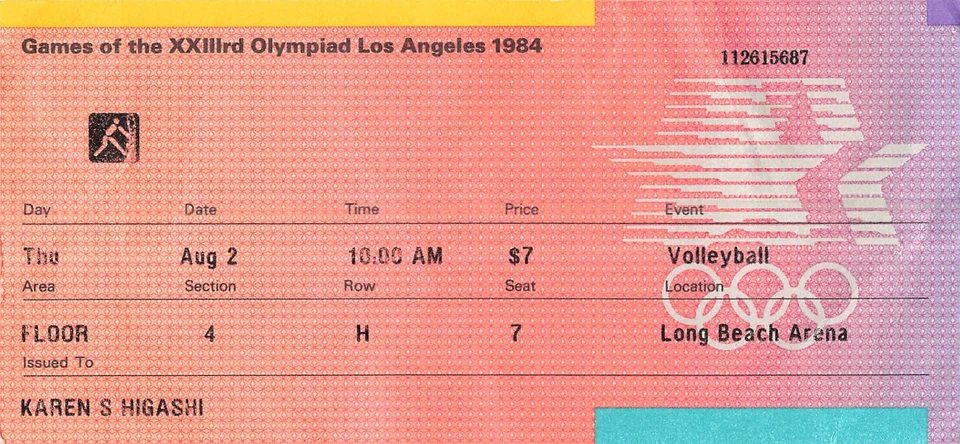 Games of the XXIIIrd Olympiad Los Angeles 1984
112615687
Day Date Time Price Event
Thu Aug 2 10:00 AM $7 Volleyball
Area Section Row Seat Location
FLOOR 4 H 7 Long Beach Arena
Issued To
KAREN S HIGASHI